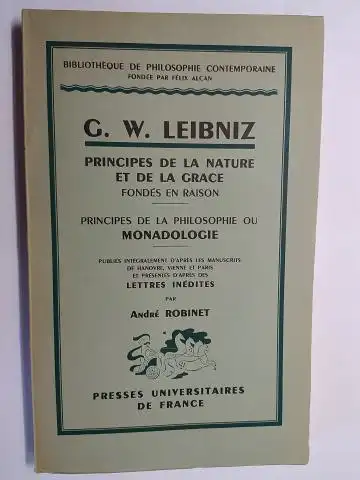 BIBLIOTHÈQUE DE PHILOSOPHIE CONTEMPORAINE
FONDÉE PAR FÉLIX ALCAN
G. W. LEIBNIZ
PRINCIPES DE LA NATURE
ET DE LA GRACE
FONDÉS EN RAISON
PRINCIPES DE LA PHILOSOPHIE OU
MONADOLOGIE
PUBLIÉS INTÉGRALEMENT D'APRÈS LES MANUSCRITS
DE HANOVRE, VIENNE ET PARIS
ET PRÉSENTÉS D'APRÈS DES
LETTRES INÉDITES
PAR
André ROBINET
PRESSES UNIVERSITAIRES
DE FRANCE